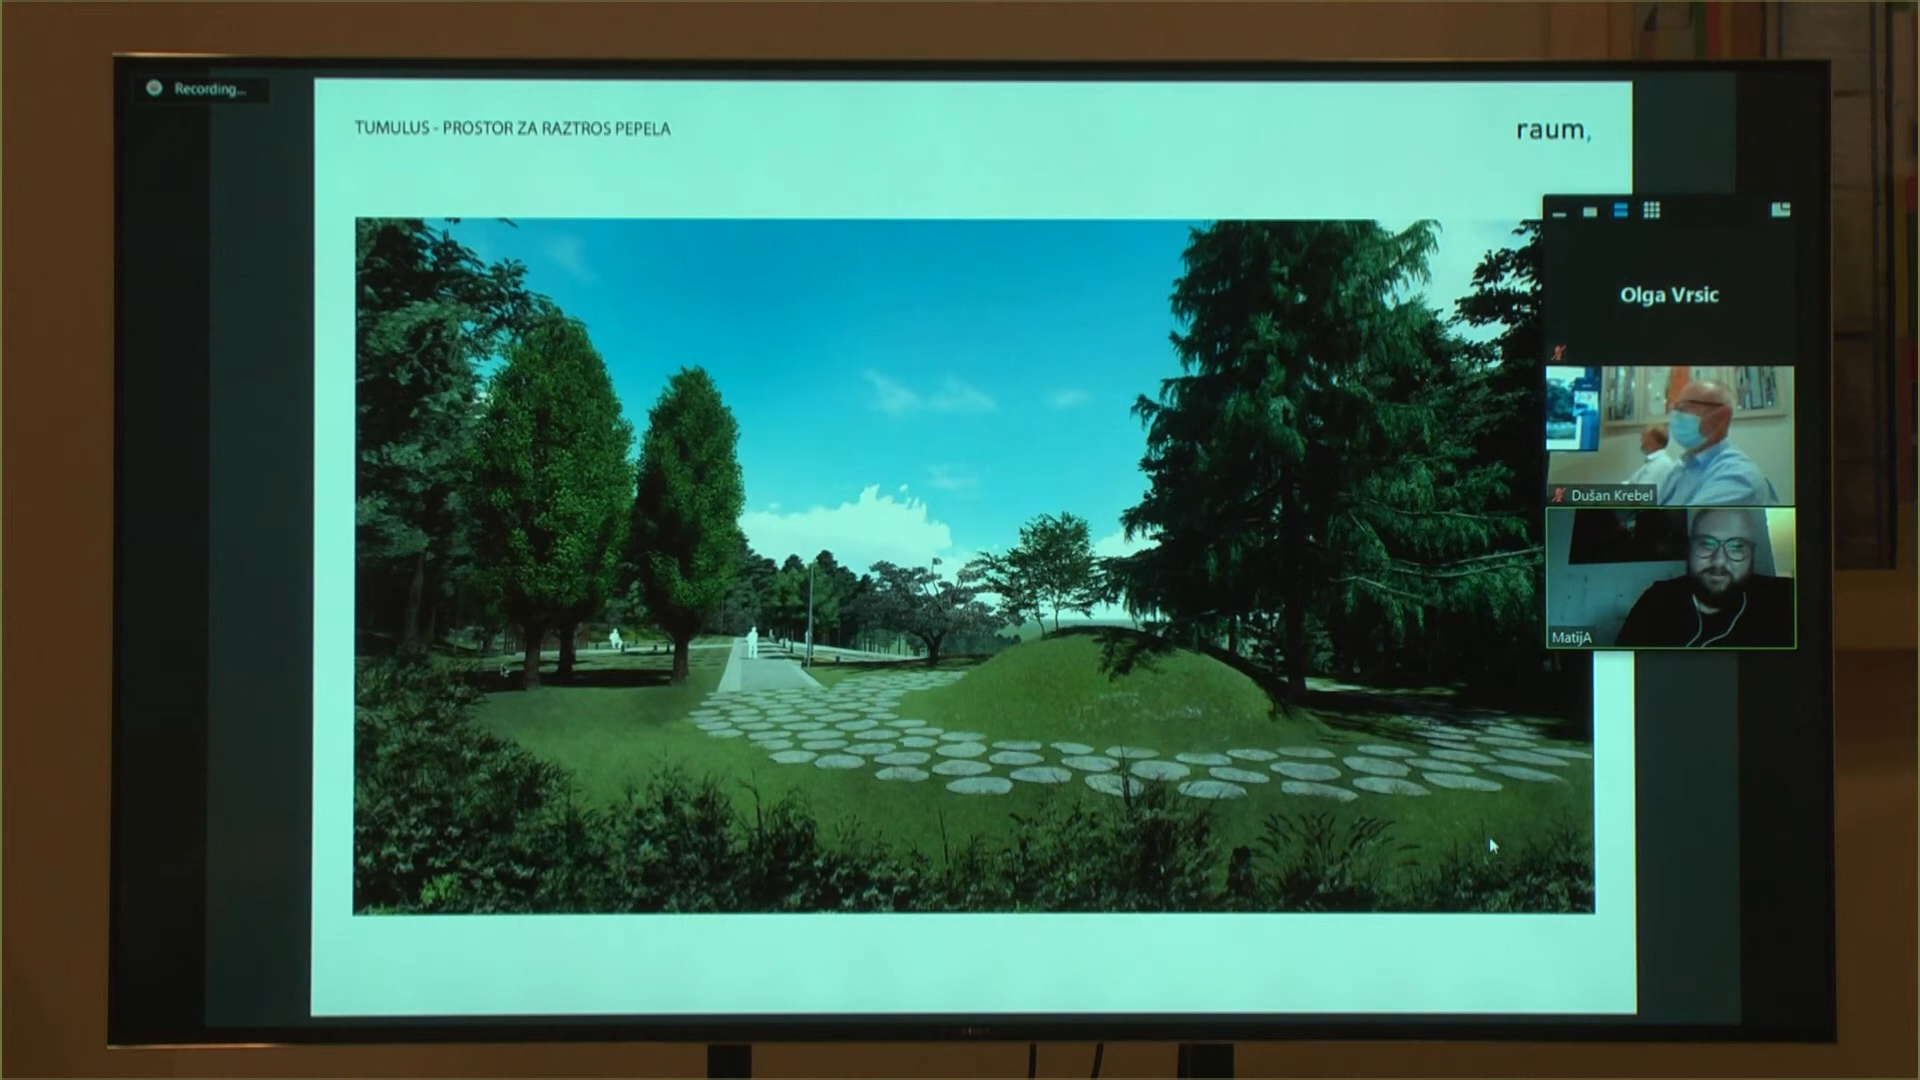 Recording...
TUMULUS - PROSTOR ZA RAZTROS PEPELA
raum,
Olga Vrsic
Dušan Krebel
MatijA